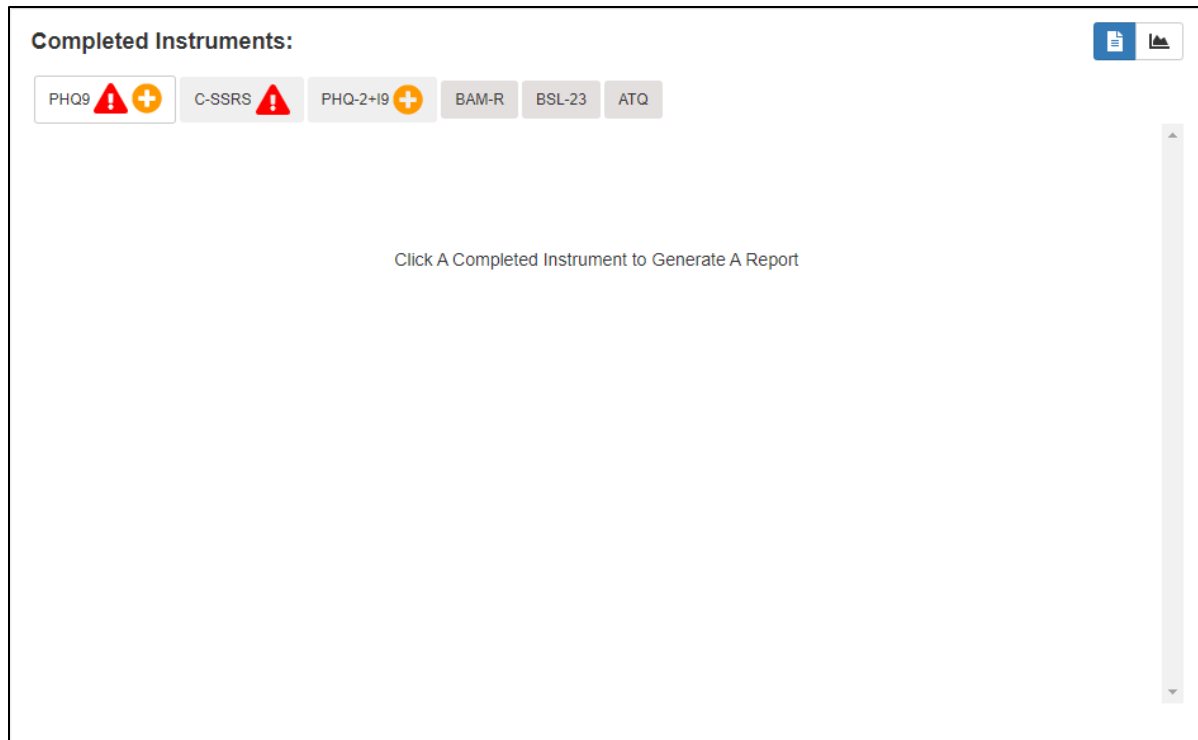 Completed Instruments:
PHQ9 C-SSRS PHQ-2+I9 BAM-R BSL-23 ATQ
Click A Completed Instrument to Generate A Report